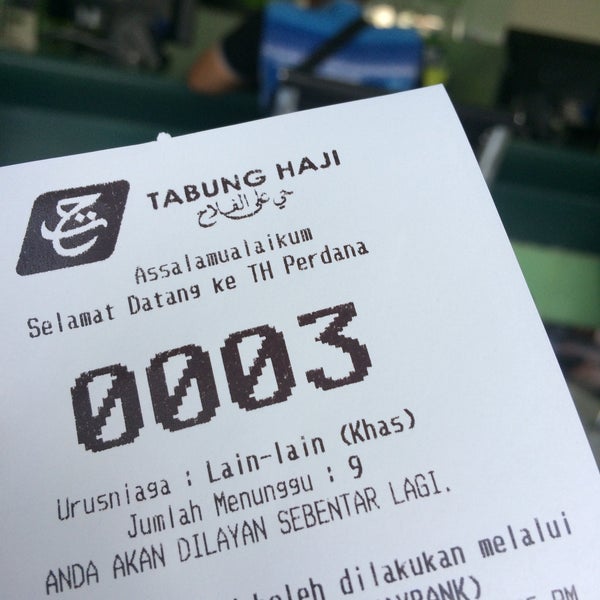 TABUNG HAJI
حي على الفلاح
Assalamualaikum
Selamat Datang ke TH Perdana
0003
Urusniaga : Lain-lain (Khas)
Jumlah Menunggu : 9
ANDA AKAN DILAYAN SEBENTAR LAGI.
boleh dilakukan melalui
PM